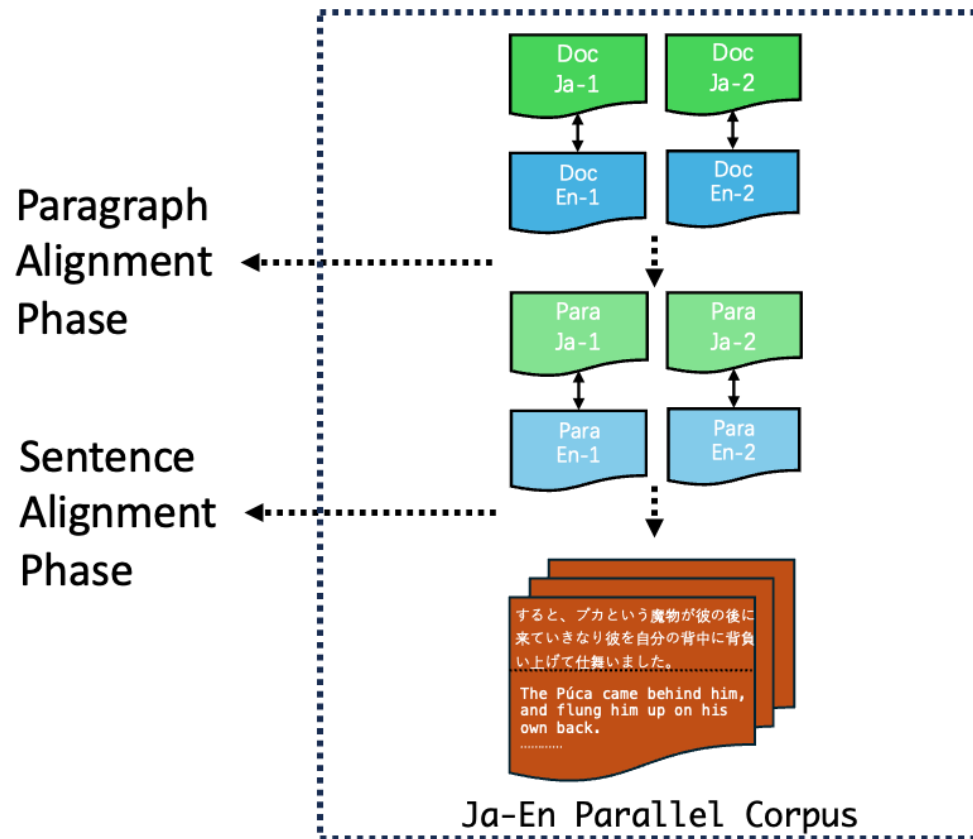 Doc
Ja-1
Doc
Ja-2
Doc
En-1
Doc
En-2
Paragraph
Alignment
Phase
Para
Ja-1
Para
Ja-2
Para
En-1
Para
En-2
Sentence
Alignment
Phase
すると、プカという魔物が彼の後に
来ていきなり彼を自分の背中に背負
い上げて仕舞いました。
The Púca came behind him,
and flung him up on his
own back.
............
Ja-En Parallel Corpus